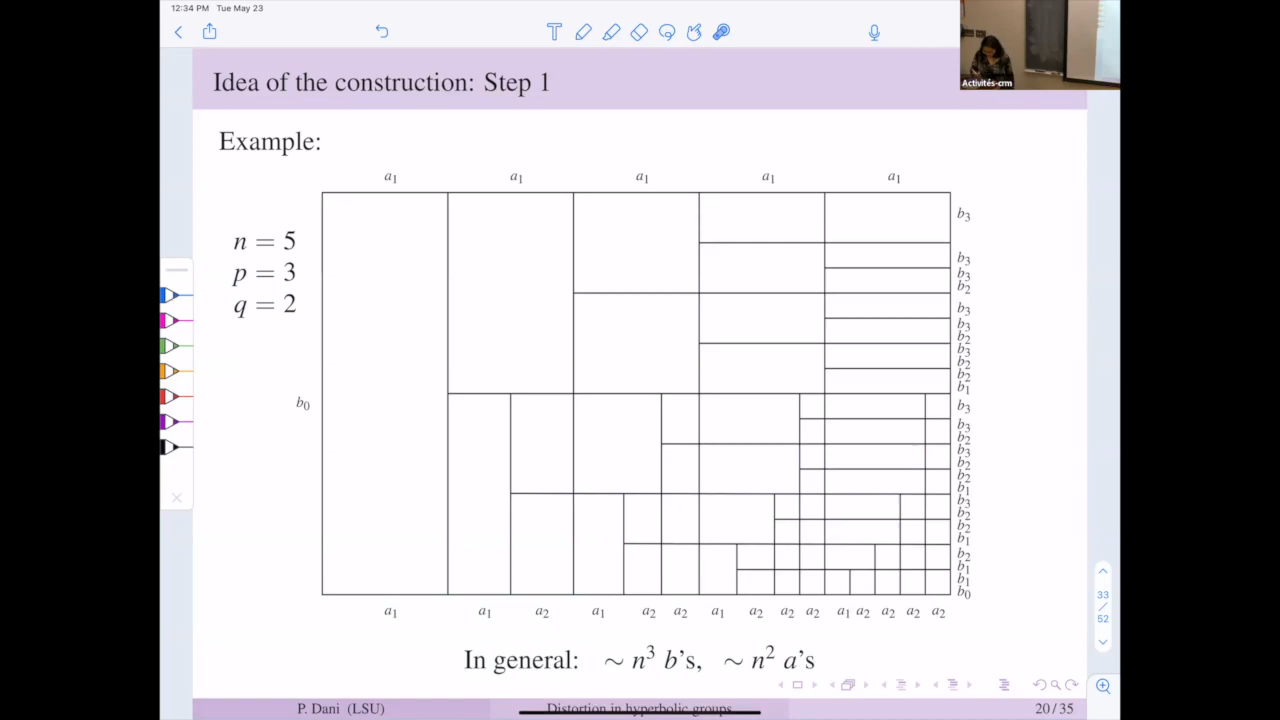 12:34 PM Tue May 23
Activités-crm
Idea of the construction: Step 1
Example:
a₁ a₁ a₁ a₁ a₁
n = 5
p = 3
q = 2
b₀
b₃
b₃
b₃
b₂
b₃
b₃
b₂
b₃
b₂
b₂
b₁
b₃
b₃
b₂
b₃
b₂
b₂
b₁
b₃
b₂
b₂
b₁
b₂
b₁
b₁
b₀
a₁ a₁ a₂ a₁ a₂ a₂ a₁ a₂ a₂ a₂ a₁ a₂ a₂ a₂ a₂
In general: ∼ n³ b's, ∼ n² a's
33
/
52
P. Dani (LSU) Distortion in hyperbolic groups 20/35